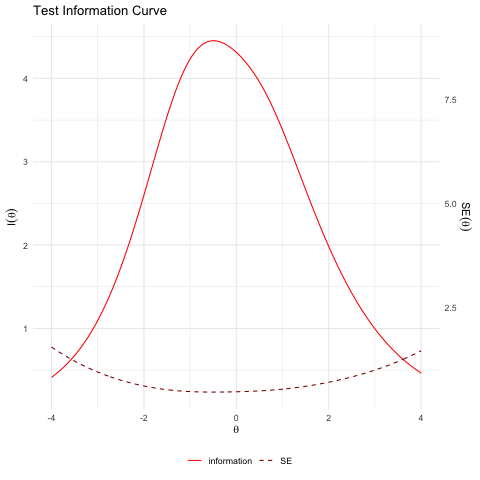 Test Information Curve
4
3
2
1
I(θ)
7.5
5.0
2.5
SE(θ)
-4 -2 0 2 4
θ
information SE